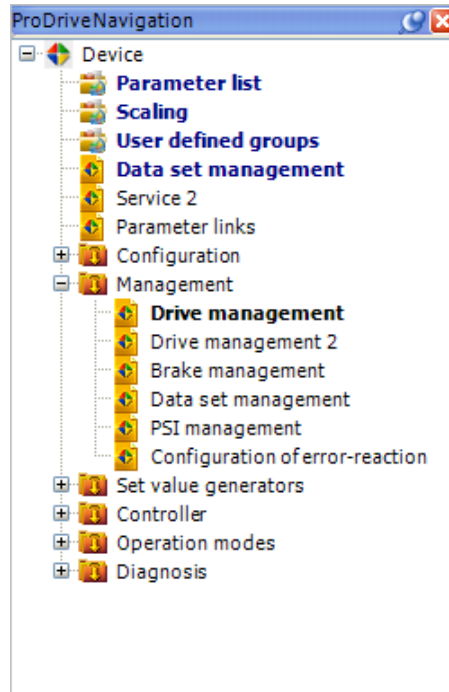 ProDriveNavigation
Device
Parameter list
Scaling
User defined groups
Data set management
Service 2
Parameter links
Configuration
Management
Drive management
Drive management 2
Brake management
Data set management
PSI management
Configuration of error-reaction
Set value generators
Controller
Operation modes
Diagnosis